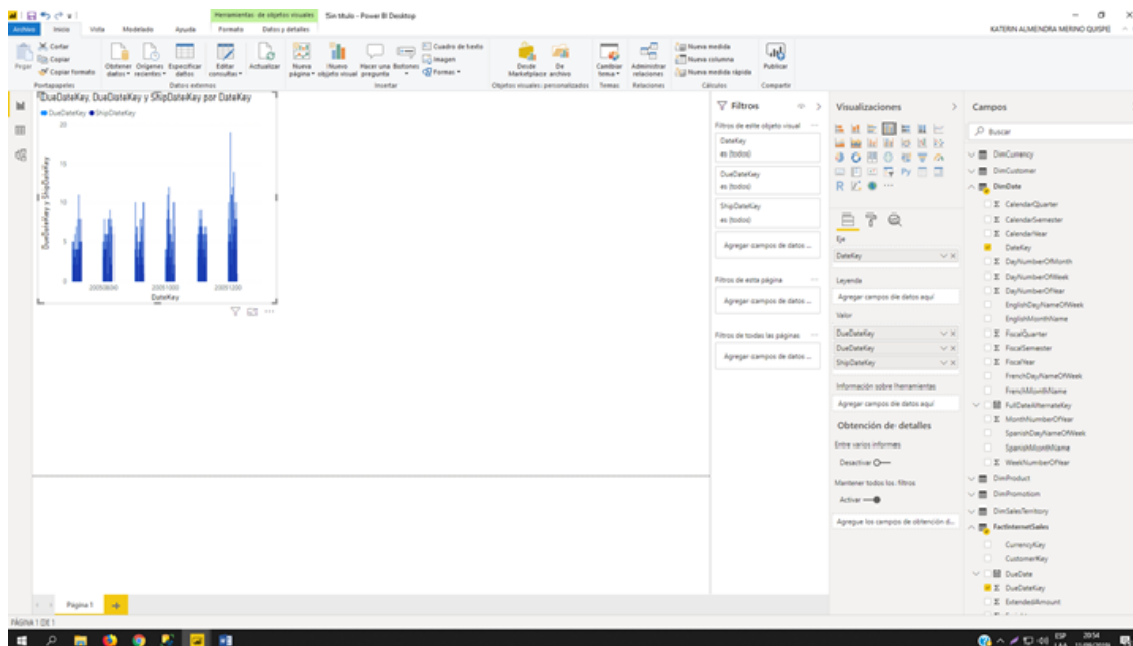 Herramientas de objetos visuales
Sin título - Power BI Desktop
Archivo Inicio Vista Modelado Ayuda Formato Datos y detalles
KATERIN ALMENDRA MERINO QUISPE
Pegar
Cortar
Copiar
Copiar formato
Portapapeles
Obtener datos
Orígenes recientes
Especificar datos
Editar consultas
Actualizar
Datos externos
Nueva página
Nuevo objeto visual
Hacer una pregunta
Botones
Cuadro de texto
Imagen
Formas
Insertar
Desde Marketplace
De archivo
Objetos visuales personalizados
Cambiar tema
Temas
Administrar relaciones
Relaciones
Nueva medida
Nueva columna
Nueva medida rápida
Cálculos
Publicar
Compartir
DueDateKey, DueDateKey y ShipDateKey por DateKey
DueDateKey ShipDateKey
20
15
10
5
0
DueDateKey y ShipDateKey
20050800 20051000 20051200
DateKey
Filtros
Filtros de este objeto visual
DateKey
es (todos)
DueDateKey
es (todos)
ShipDateKey
es (todos)
Agregar campos de datos ...
Filtros de esta página
Agregar campos de datos ...
Filtros de todas las páginas
Agregar campos de datos ...
Visualizaciones
R
Py
Eje
DateKey
Leyenda
Agregar campos de datos aquí
Valor
DueDateKey
DueDateKey
ShipDateKey
Información sobre herramientas
Agregar campos de datos aquí
Obtención de detalles
Entre varios informes
Desactivar
Mantener todos los filtros
Activar
Agregue los campos de obtención d...
Campos
Buscar
DimCurrency
DimCustomer
DimDate
CalendarQuarter
CalendarSemester
CalendarYear
DateKey
DayNumberOfMonth
DayNumberOfWeek
DayNumberOfYear
EnglishDayNameOfWeek
EnglishMonthName
FiscalQuarter
FiscalSemester
FiscalYear
FrenchDayNameOfWeek
FrenchMonthName
FullDateAlternateKey
MonthNumberOfYear
SpanishDayNameOfWeek
SpanishMonthName
WeekNumberOfYear
DimProduct
DimPromotion
DimSalesTerritory
FactInternetSales
CurrencyKey
CustomerKey
DueDate
DueDateKey
ExtendedAmount
Página 1
PÁGINA 1 DE 1
ESP
20:54